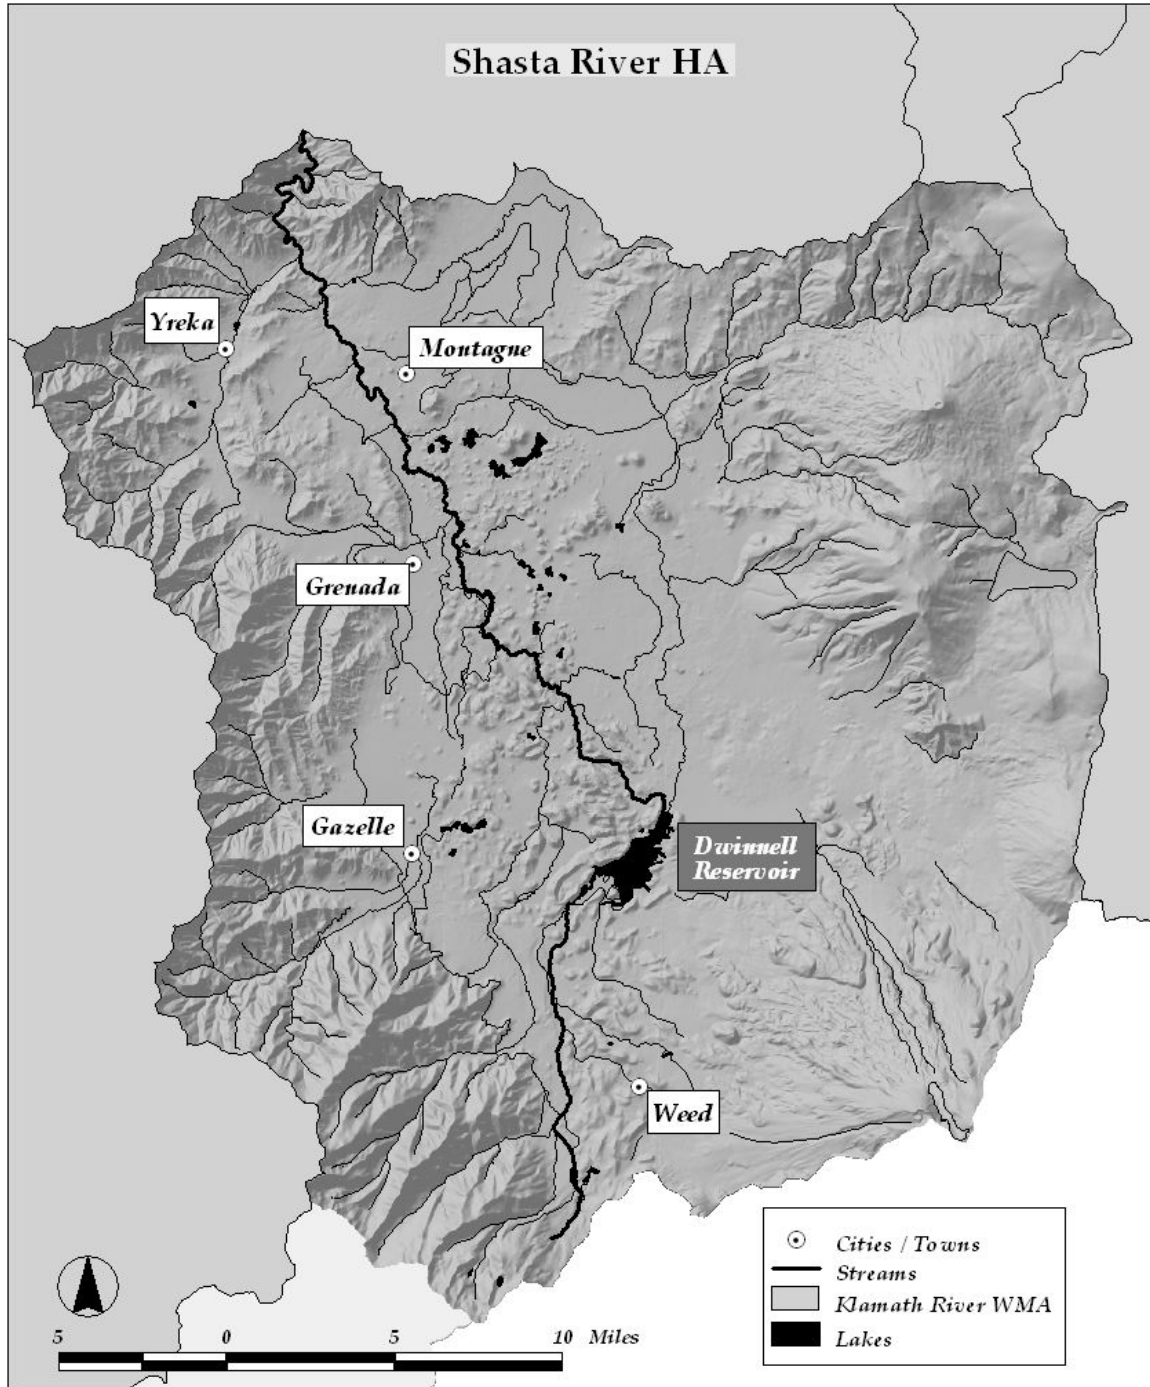 Shasta River HA
Yreka
Montagne
Grenada
Gazelle
Dwinnell
Reservoir
Weed
Cities / Towns
Streams
Klamath River WMA
Lakes
5 0 5 10 Miles